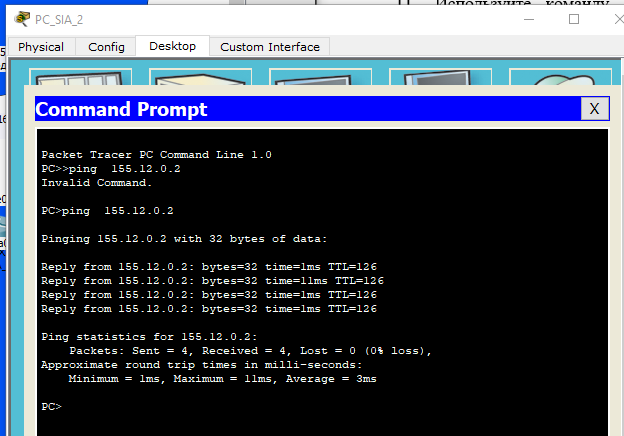 Используйте команду
PC_SIA_2
Physical Config Desktop Custom Interface
Command Prompt X
Packet Tracer PC Command Line 1.0
PC>>ping  155.12.0.2
Invalid Command.
PC>ping  155.12.0.2
Pinging 155.12.0.2 with 32 bytes of data:
Reply from 155.12.0.2: bytes=32 time=1ms TTL=126
Reply from 155.12.0.2: bytes=32 time=11ms TTL=126
Reply from 155.12.0.2: bytes=32 time=1ms TTL=126
Reply from 155.12.0.2: bytes=32 time=1ms TTL=126
Ping statistics for 155.12.0.2:
Packets: Sent = 4, Received = 4, Lost = 0 (0% loss),
Approximate round trip times in milli-seconds:
Minimum = 1ms, Maximum = 11ms, Average = 3ms
PC>